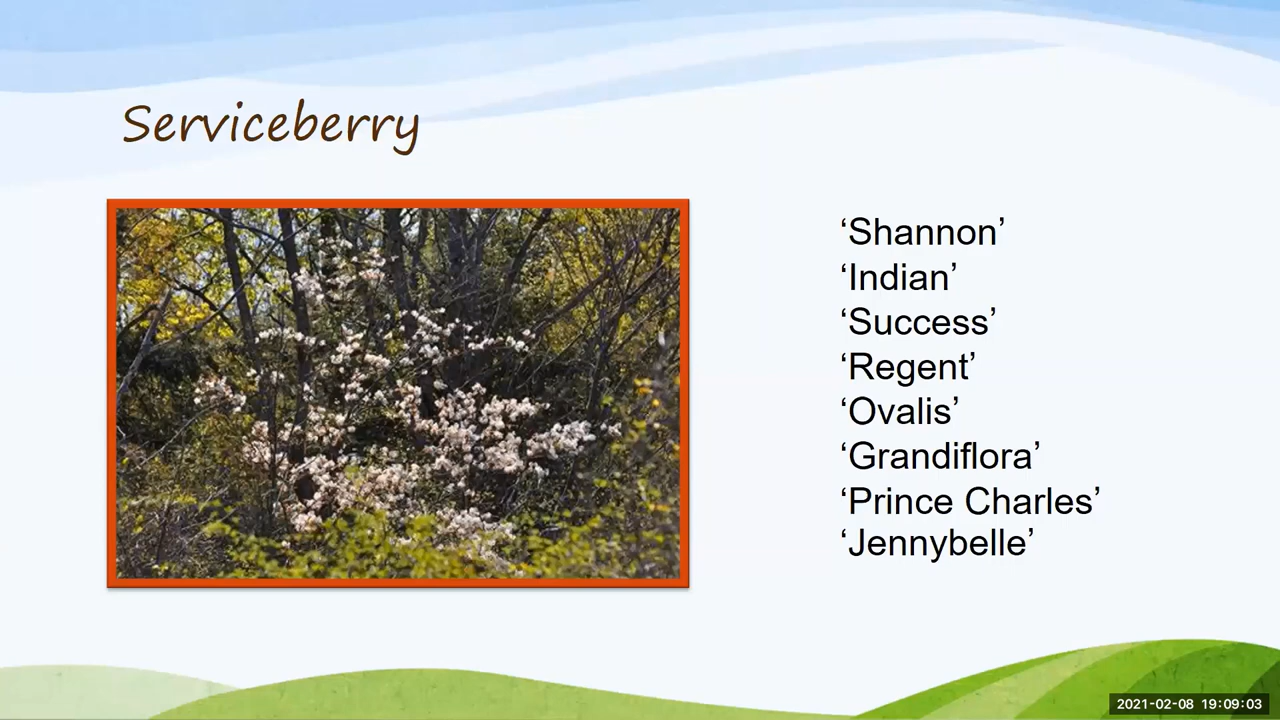 Serviceberry
‘Shannon’
‘Indian’
‘Success’
‘Regent’
‘Ovalis’
‘Grandiflora’
‘Prince Charles’
‘Jennybelle’
2021-02-08 19:09:03